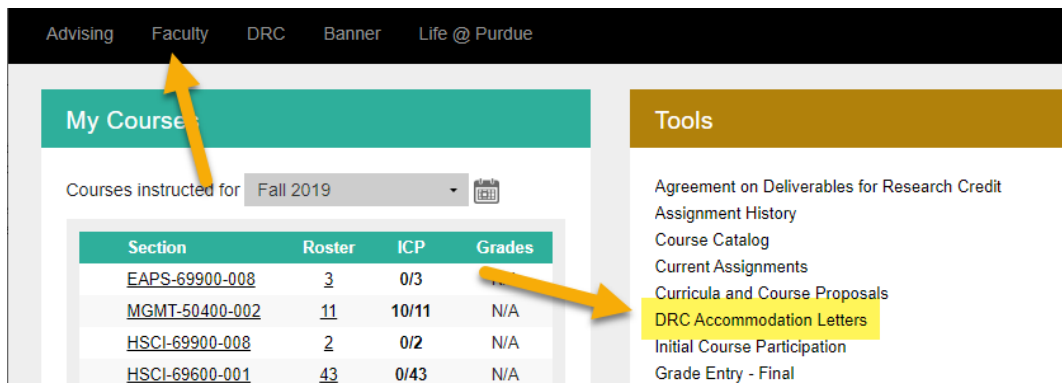 Advising Faculty DRC Banner Life @ Purdue
My Courses
Courses instructed for Fall 2019
Section Roster ICP Grades
EAPS-69900-008 3 0/3
MGMT-50400-002 11 10/11 N/A
HSCI-69900-008 2 0/2 N/A
HSCI-69600-001 43 0/43 N/A
Tools
Agreement on Deliverables for Research Credit
Assignment History
Course Catalog
Current Assignments
Curricula and Course Proposals
DRC Accommodation Letters
Initial Course Participation
Grade Entry - Final